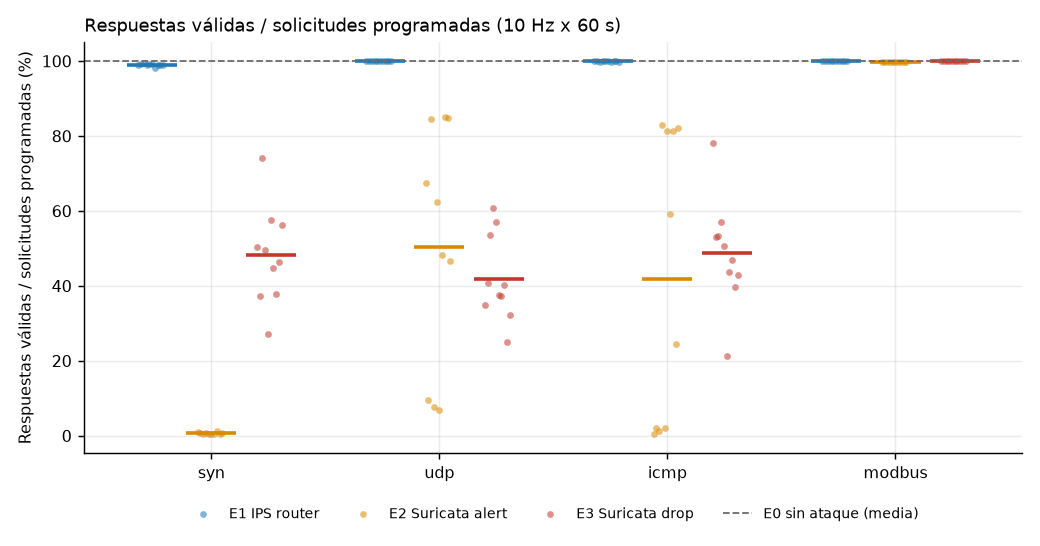 Respuestas válidas / solicitudes programadas (10 Hz x 60 s)
Respuestas válidas / solicitudes programadas (%)
100
80
60
40
20
0
syn udp icmp modbus
E1 IPS router E2 Suricata alert E3 Suricata drop E0 sin ataque (media)